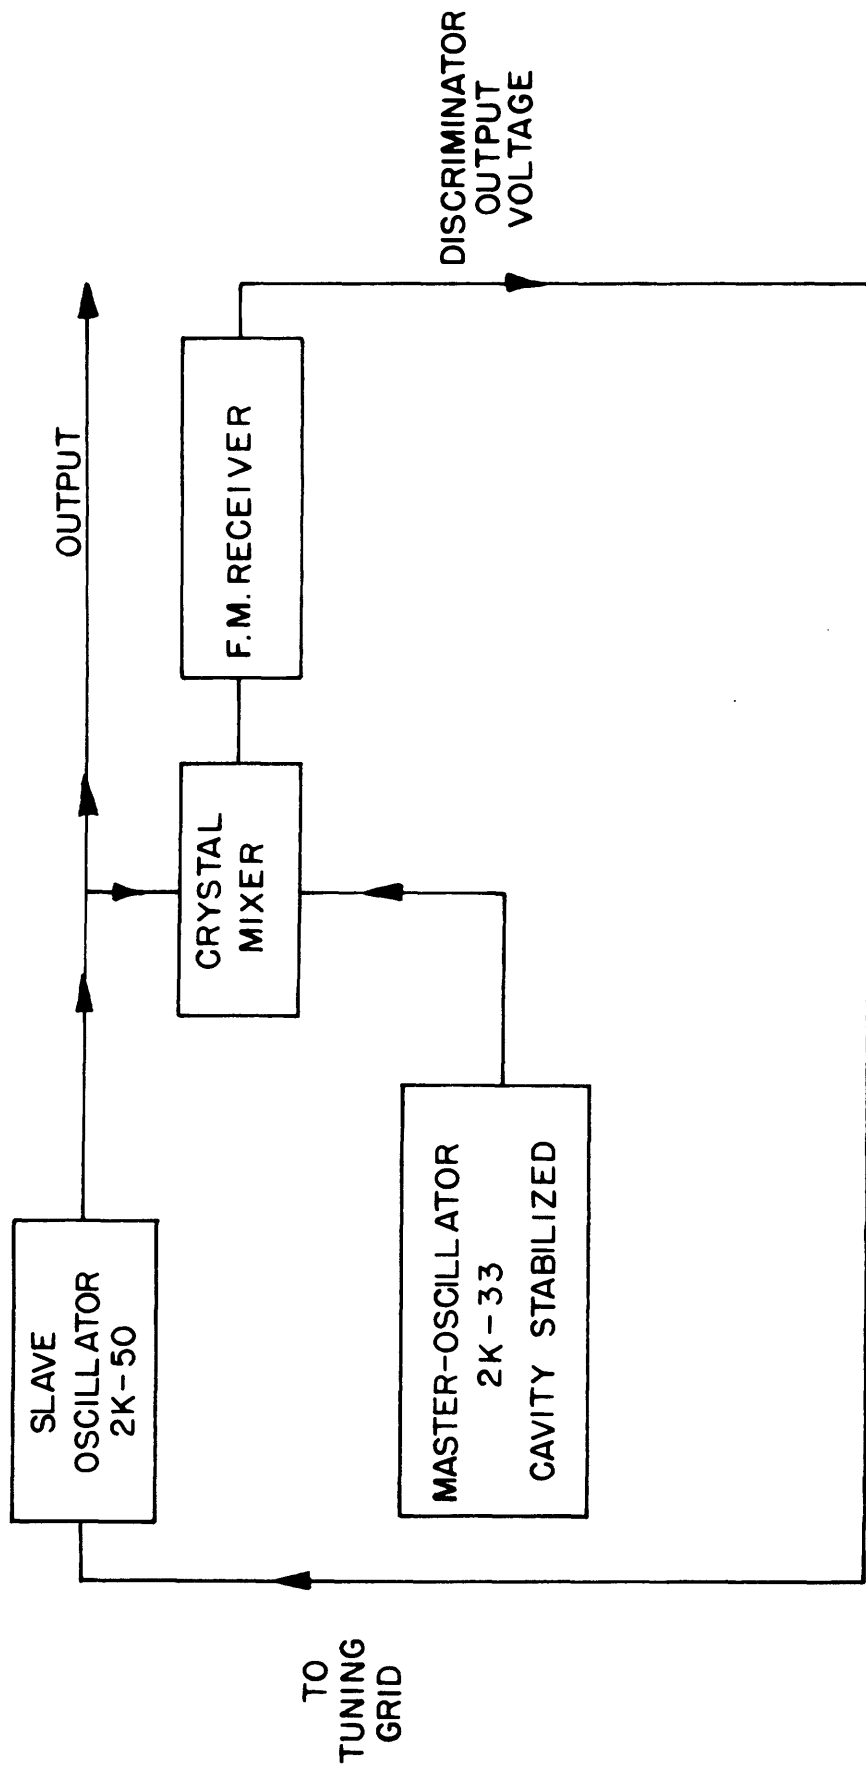 SLAVE
OSCILLATOR
2K-50
OUTPUT
CRYSTAL
MIXER
F.M. RECEIVER
DISCRIMINATOR
OUTPUT
VOLTAGE
MASTER-OSCILLATOR
2K-33
CAVITY STABILIZED
TO
TUNING
GRID